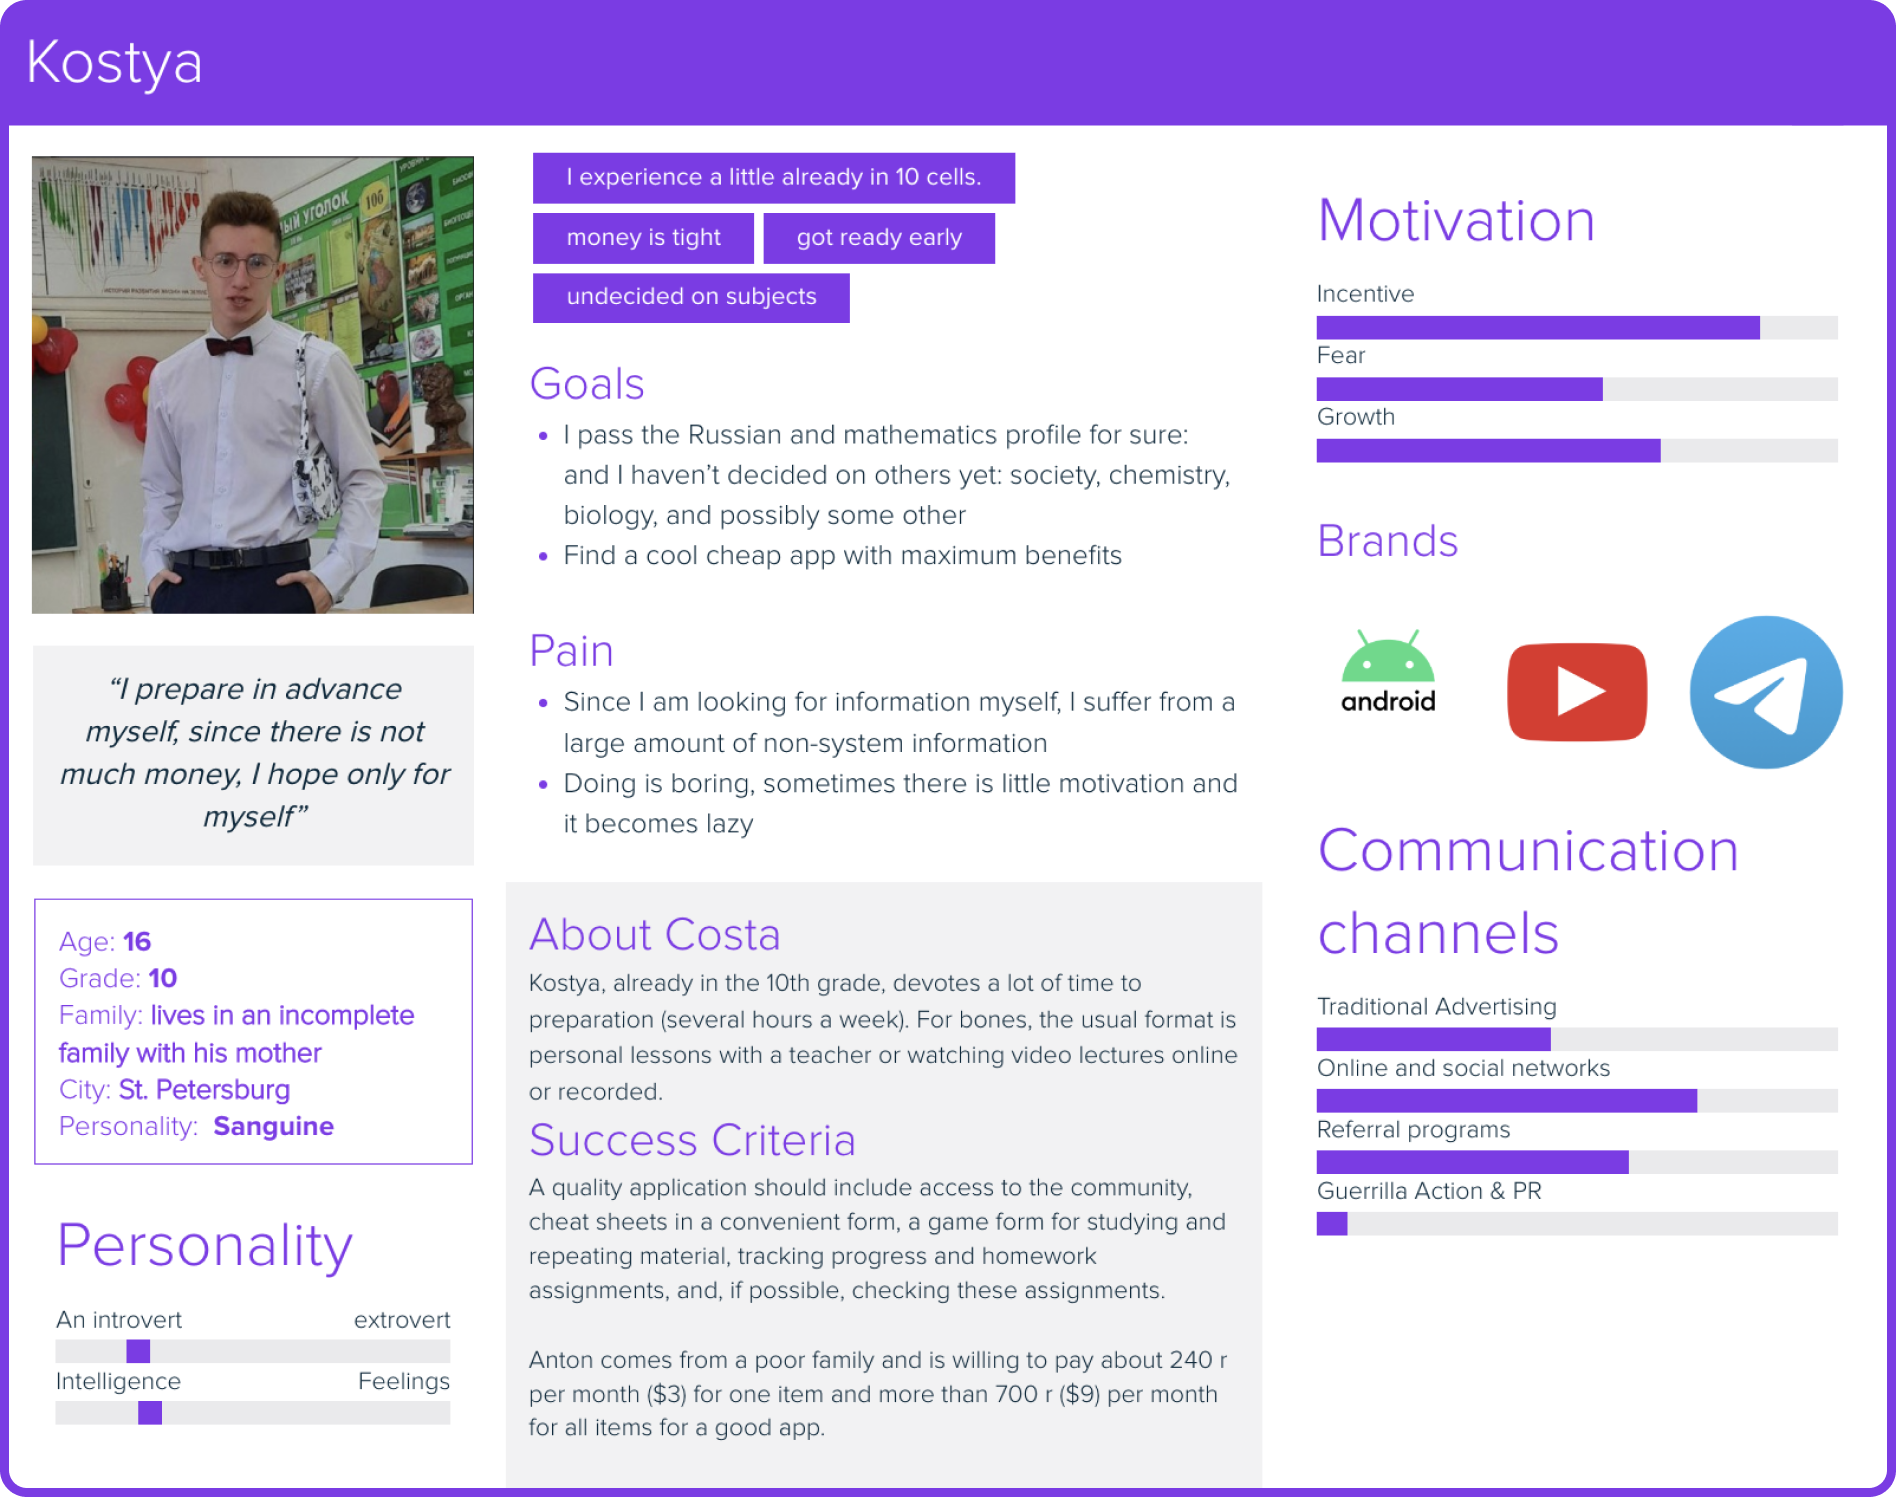 Kostya
УГОЛОК
10б
I experience a little already in 10 cells.
money is tight
got ready early
undecided on subjects
Goals
I pass the Russian and mathematics profile for sure:
and I haven’t decided on others yet: society, chemistry,
biology, and possibly some other
Find a cool cheap app with maximum benefits
Pain
Since I am looking for information myself, I suffer from a
large amount of non-system information
Doing is boring, sometimes there is little motivation and
it becomes lazy
“I prepare in advance
myself, since there is not
much money, I hope only for
myself”
Age: 16
Grade: 10
Family: lives in an incomplete
family with his mother
City: St. Petersburg
Personality: Sanguine
Personality
An introvert
extrovert
Intelligence
Feelings
About Costa
Kostya, already in the 10th grade, devotes a lot of time to
preparation (several hours a week). For bones, the usual format is
personal lessons with a teacher or watching video lectures online
or recorded.
Success Criteria
A quality application should include access to the community,
cheat sheets in a convenient form, a game form for studying and
repeating material, tracking progress and homework
assignments, and, if possible, checking these assignments.
Anton comes from a poor family and is willing to pay about 240 r
per month ($3) for one item and more than 700 r ($9) per month
for all items for a good app.
Motivation
Incentive
Fear
Growth
Brands
android
Communication
channels
Traditional Advertising
Online and social networks
Referral programs
Guerrilla Action & PR